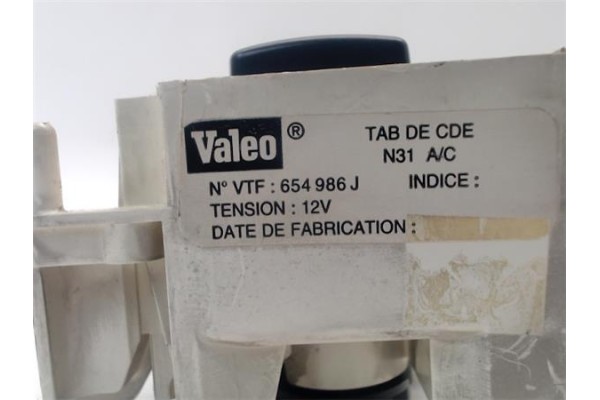 Valeo ®
TAB DE CDE
N31 A/C
N° VTF : 654 986 J INDICE :
TENSION : 12V
DATE DE FABRICATION :